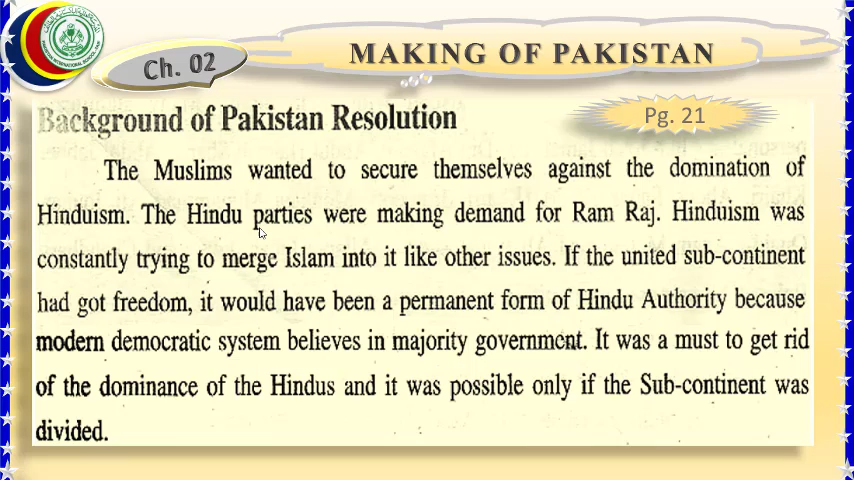 Ch. 02
MAKING OF PAKISTAN
Background of Pakistan Resolution
Pg. 21
The Muslims wanted to secure themselves against the domination of
Hinduism. The Hindu parties were making demand for Ram Raj. Hinduism was
constantly trying to merge Islam into it like other issues. If the united sub-continent
had got freedom, it would have been a permanent form of Hindu Authority because
modern democratic system believes in majority government. It was a must to get rid
of the dominance of the Hindus and it was possible only if the Sub-continent was
divided.